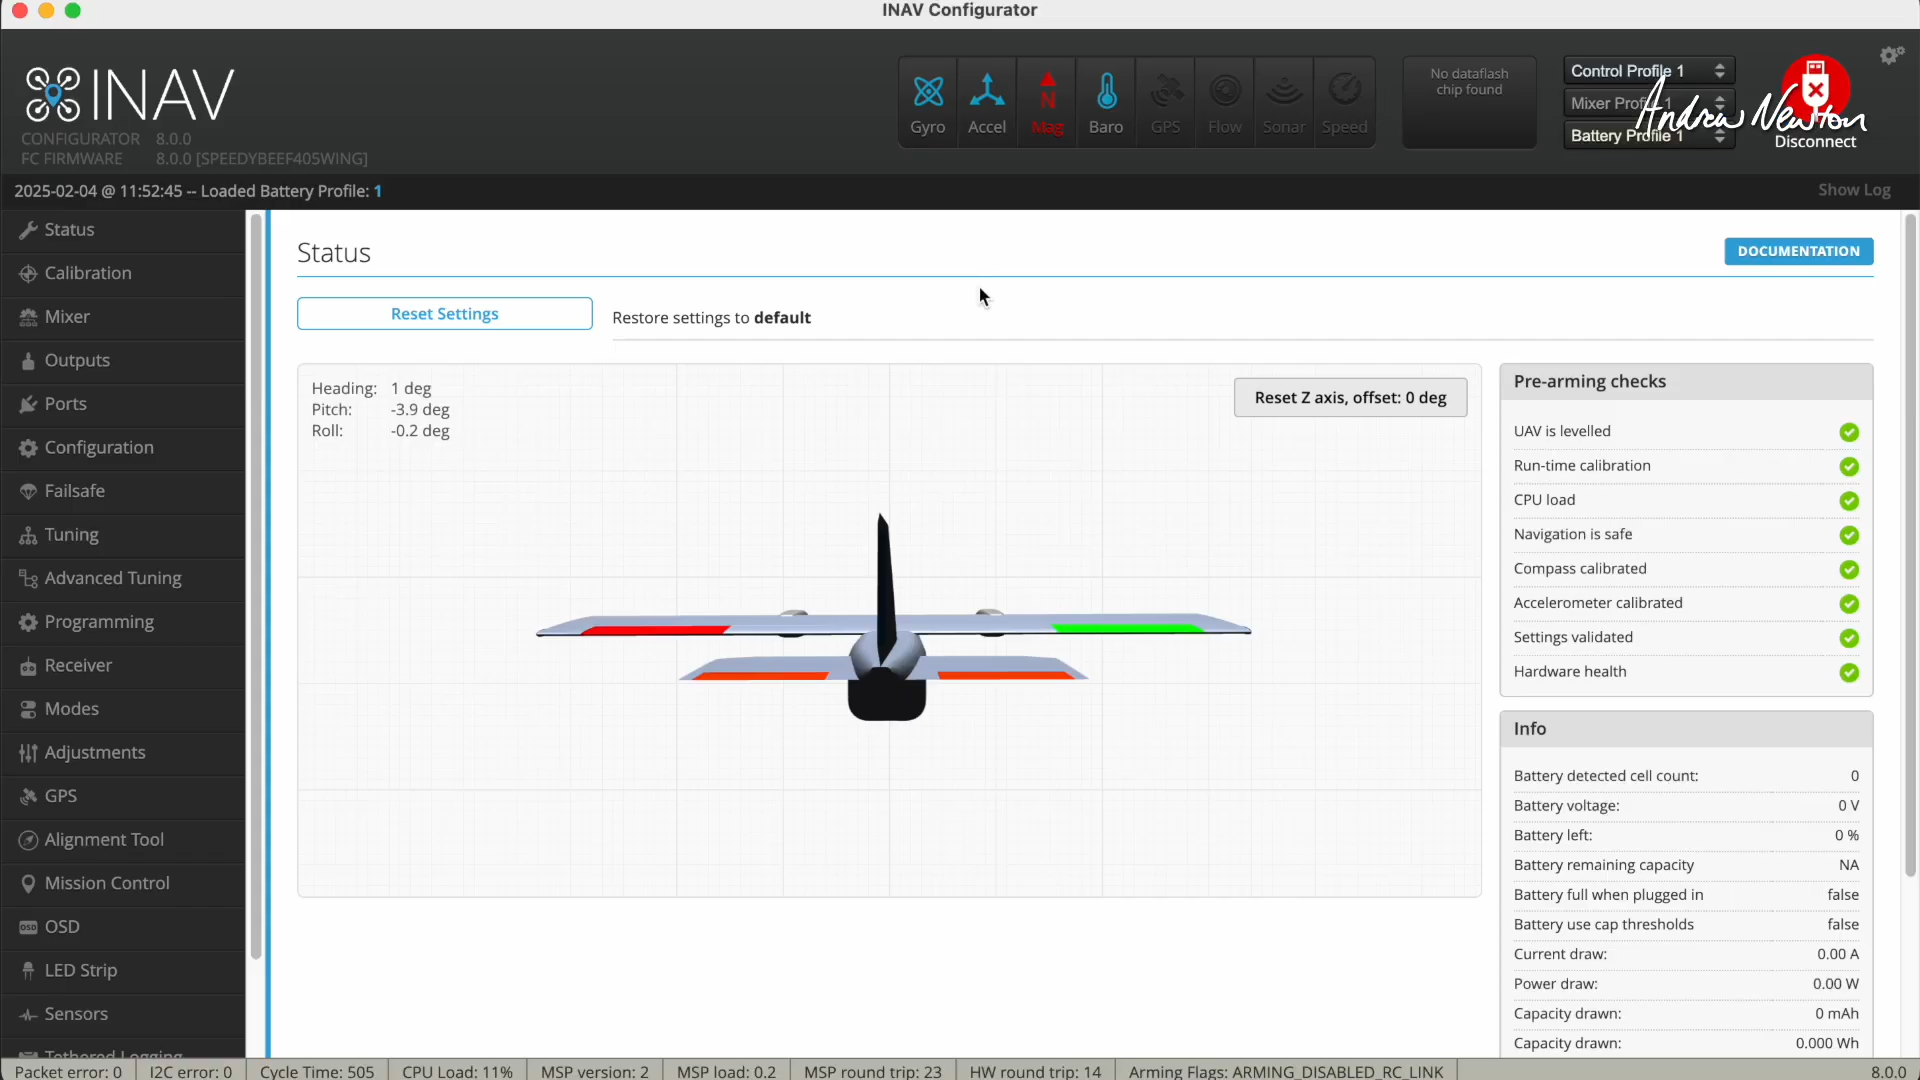 INAV Configurator
INAV
CONFIGURATOR 8.0.0
FC FIRMWARE 8.0.0 [SPEEDYBEEF405WING]
N
Gyro Accel Mag Baro GPS Flow Sonar Speed
No dataflash
chip found
Control Profile 1
Mixer Profile 1
Battery Profile 1
Andrew Newton
Disconnect
2025-02-04 @ 11:52:45 -- Loaded Battery Profile: 1
Show Log
Status
Calibration
Mixer
Outputs
Ports
Configuration
Failsafe
Tuning
Advanced Tuning
Programming
Receiver
Modes
Adjustments
GPS
Alignment Tool
Mission Control
OSD OSD
LED Strip
Sensors
Tethered Logging
Status
DOCUMENTATION
Reset Settings
Restore settings to default
Heading: 1 deg
Pitch: -3.9 deg
Roll: -0.2 deg
Reset Z axis, offset: 0 deg
Pre-arming checks
UAV is levelled
Run-time calibration
CPU load
Navigation is safe
Compass calibrated
Accelerometer calibrated
Settings validated
Hardware health
Info
Battery detected cell count: 0
Battery voltage: 0 V
Battery left: 0 %
Battery remaining capacity NA
Battery full when plugged in false
Battery use cap thresholds false
Current draw: 0.00 A
Power draw: 0.00 W
Capacity drawn: 0 mAh
Capacity drawn: 0.000 Wh
Packet error: 0 I2C error: 0 Cycle Time: 505 CPU Load: 11% MSP version: 2 MSP load: 0.2 MSP round trip: 23 HW round trip: 14 Arming Flags: ARMING_DISABLED_RC_LINK 8.0.0